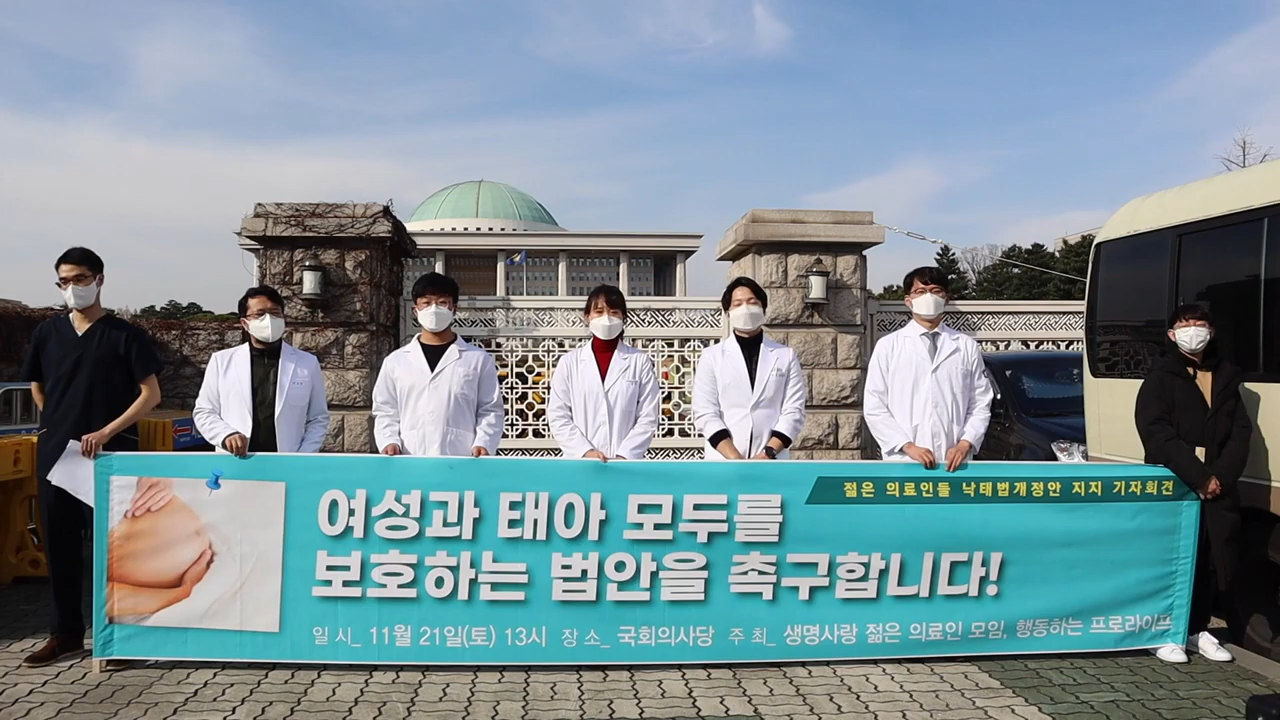 젊은 의료인들 낙태법개정안 지지 기자회견
여성과 태아 모두를
보호하는 법안을 촉구합니다!
일 시_ 11월 21일(토) 13시 장 소_ 국회의사당 주 최_ 생명사랑 젊은 의료인 모임, 행동하는 프로라이프